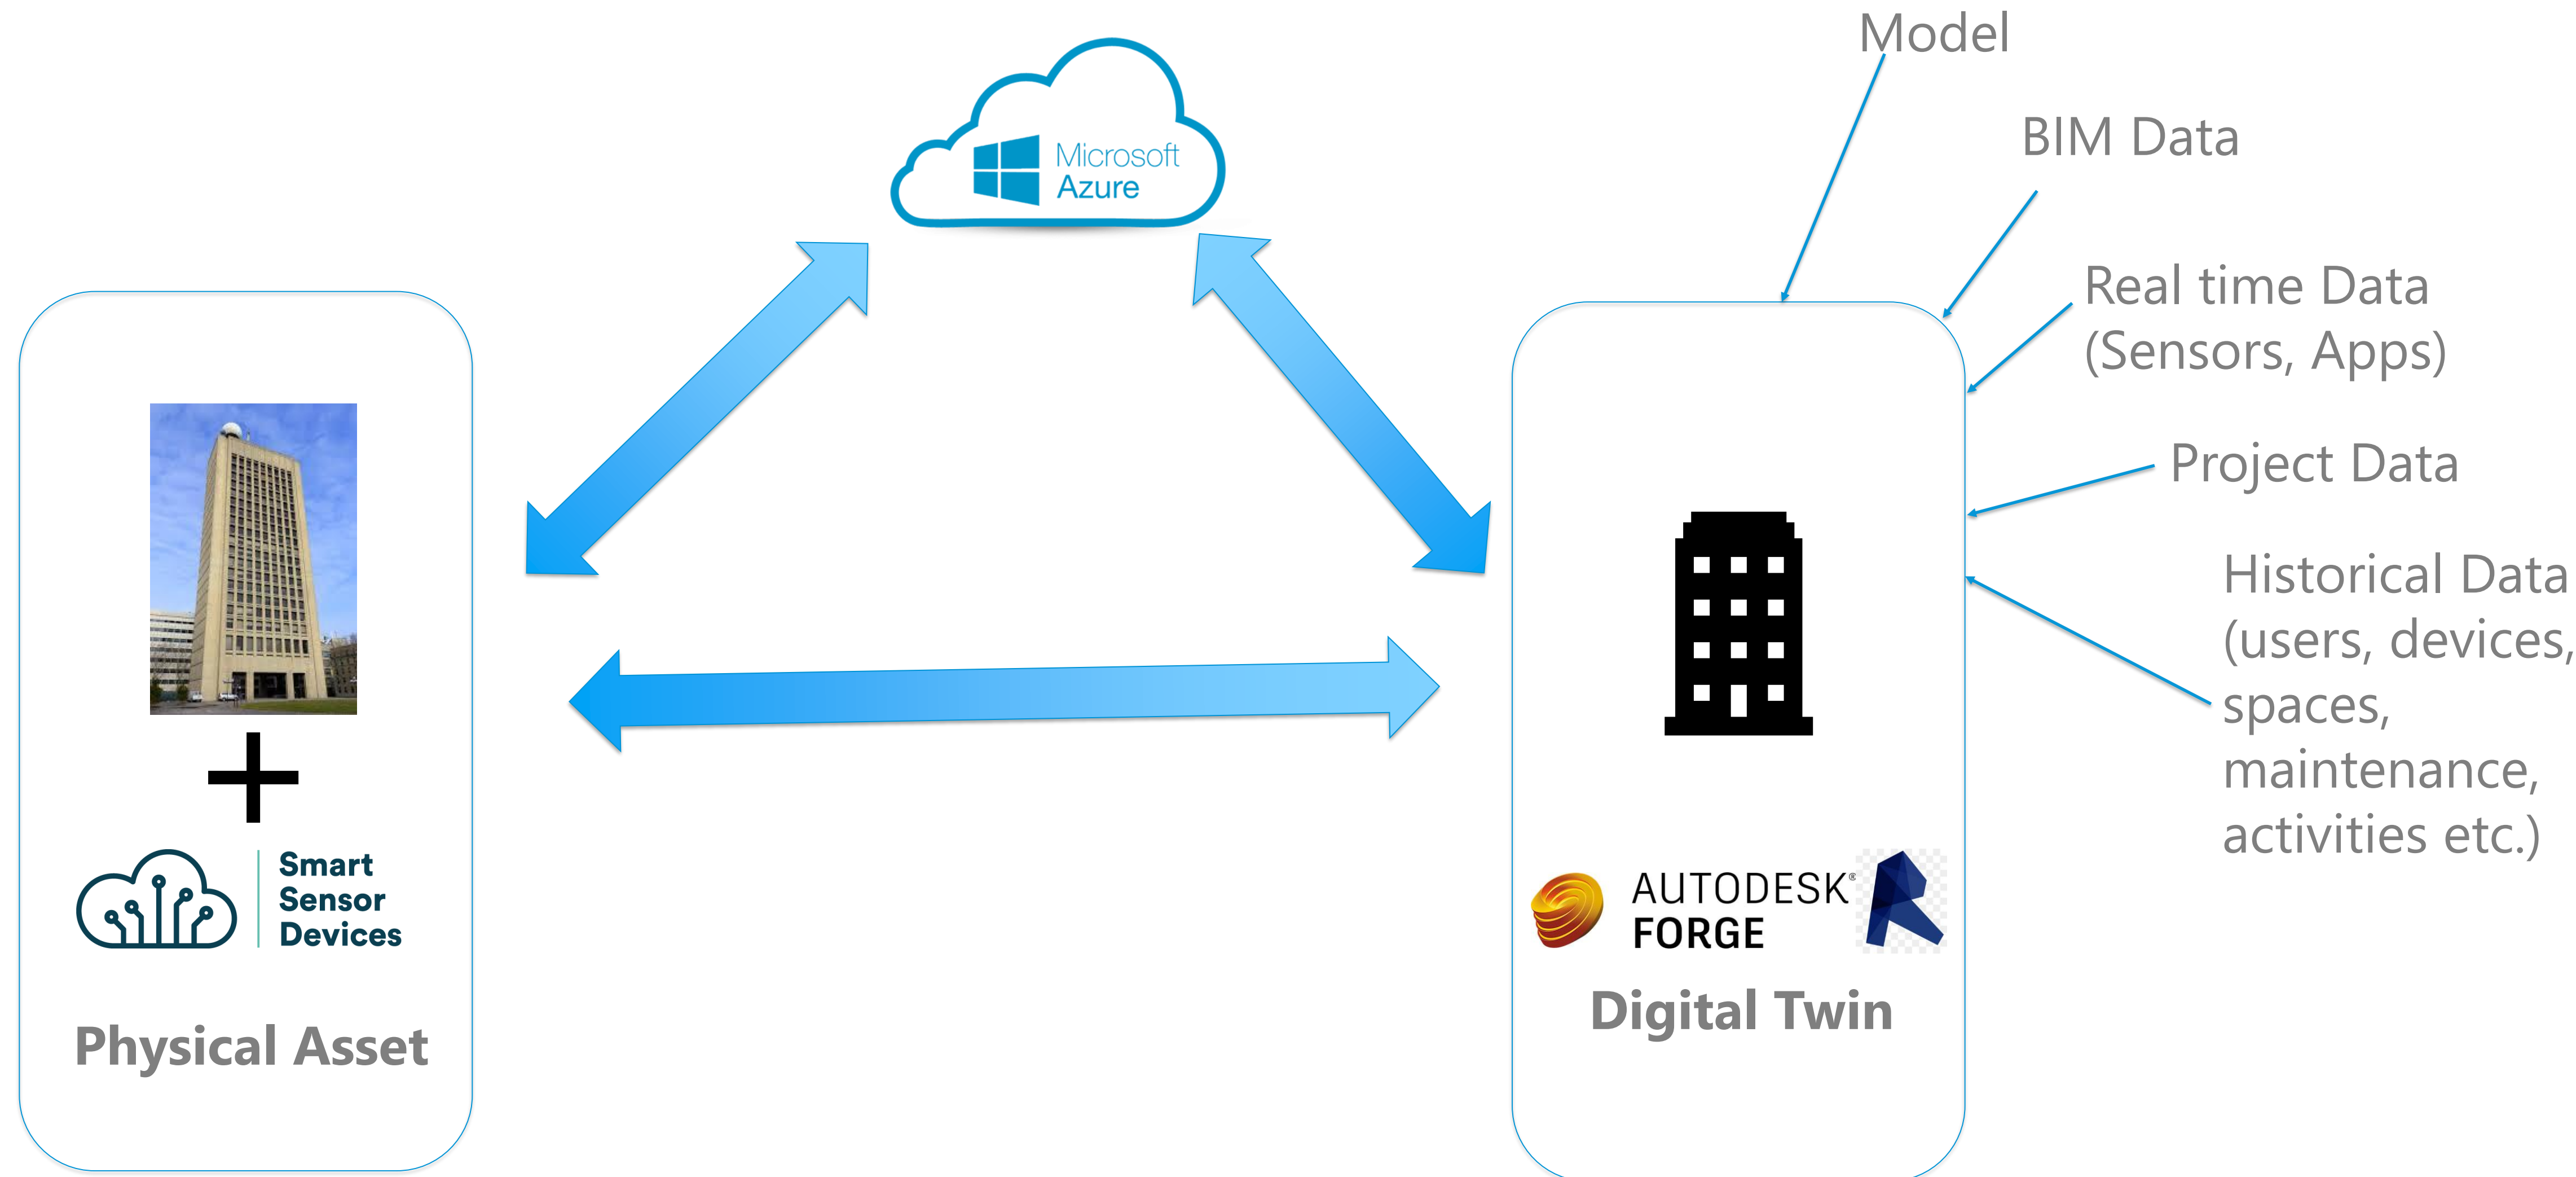 Model
BIM Data
Microsoft
Azure
Real time Data
(Sensors, Apps)
Project Data
Historical Data
(users, devices,
spaces,
maintenance,
activities etc.)
Smart
Sensor
Devices
Physical Asset
AUTODESK®
FORGE
Digital Twin